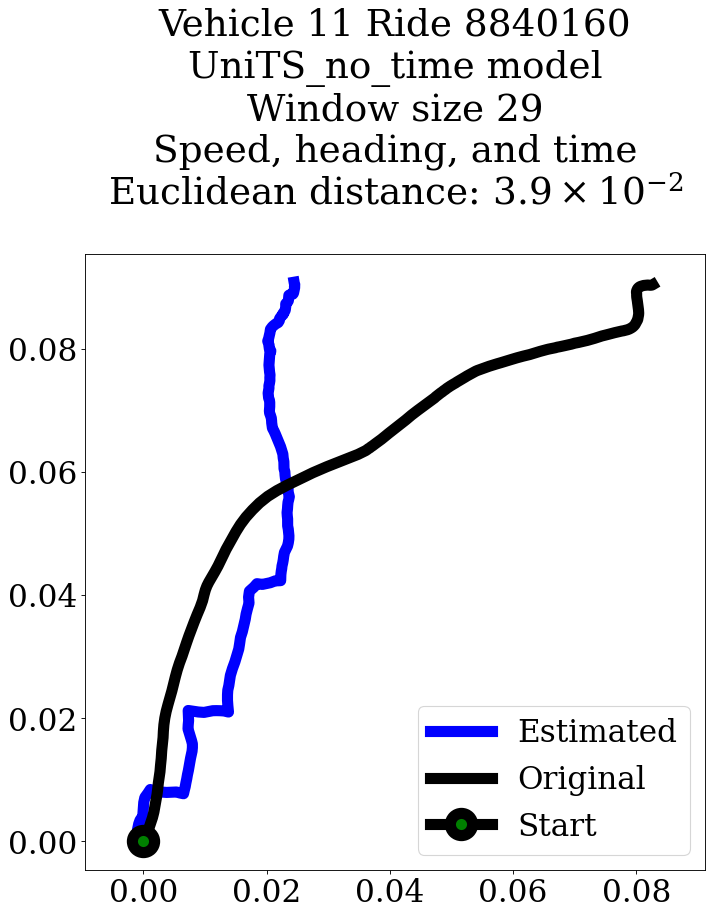 Vehicle 11 Ride 8840160
UniTS_no_time model
Window size 29
Speed, heading, and time
Euclidean distance: 3.9 × 10⁻²
0.08
0.06
0.04
0.02
0.00
Estimated
Original
Start
0.00 0.02 0.04 0.06 0.08